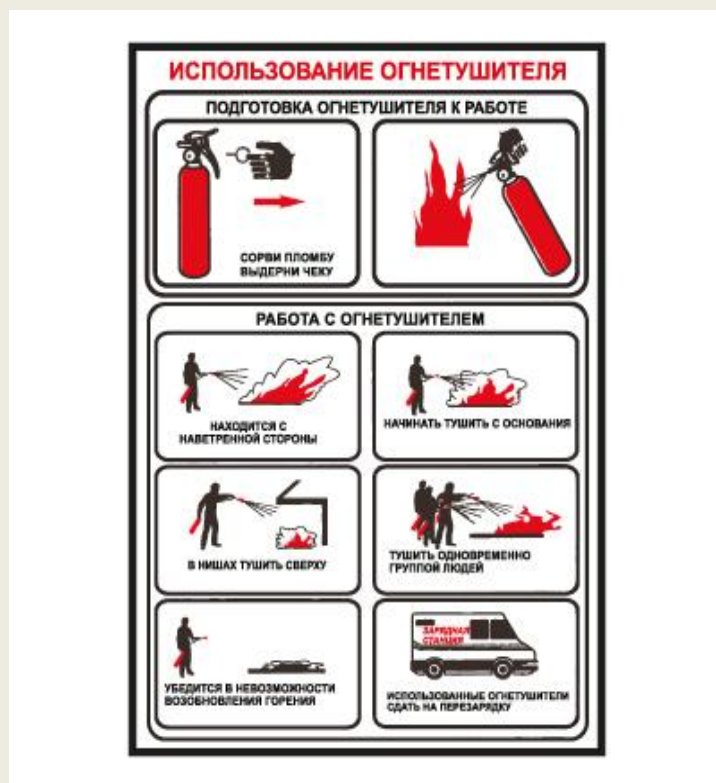 ИСПОЛЬЗОВАНИЕ ОГНЕТУШИТЕЛЯ
ПОДГОТОВКА ОГНЕТУШИТЕЛЯ К РАБОТЕ
СОРВИ ПЛОМБУ
ВЫДЕРНИ ЧЕКУ
РАБОТА С ОГНЕТУШИТЕЛЕМ
НАХОДИТСЯ С
НАВЕТРЕННОЙ СТОРОНЫ
НАЧИНАТЬ ТУШИТЬ С ОСНОВАНИЯ
В НИШАХ ТУШИТЬ СВЕРХУ
ТУШИТЬ ОДНОВРЕМЕННО
ГРУППОЙ ЛЮДЕЙ
УБЕДИТСЯ В НЕВОЗМОЖНОСТИ
ВОЗОБНОВЛЕНИЯ ГОРЕНИЯ
ЗАРЯДНАЯ
СТАНЦИЯ
ИСПОЛЬЗОВАННЫЕ ОГНЕТУШИТЕЛИ
СДАТЬ НА ПЕРЕЗАРЯДКУ